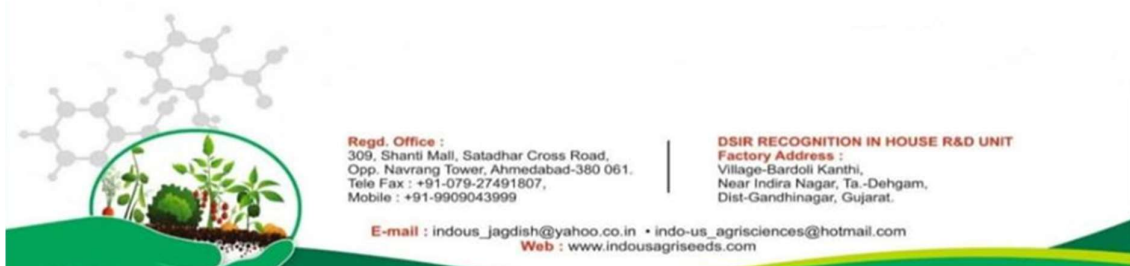 Regd. Office :
309, Shanti Mall, Satadhar Cross Road,
Opp. Navrang Tower, Ahmedabad-380 061.
Tele Fax : +91-079-27491807,
Mobile : +91-9909043999
DSIR RECOGNITION IN HOUSE R&D UNIT
Factory Address :
Village-Bardoli Kanthi,
Near Indira Nagar, Ta.-Dehgam,
Dist-Gandhinagar, Gujarat.
E-mail : indous_jagdish@yahoo.co.in • indo-us_agrisciences@hotmail.com
Web : www.indousagriseeds.com